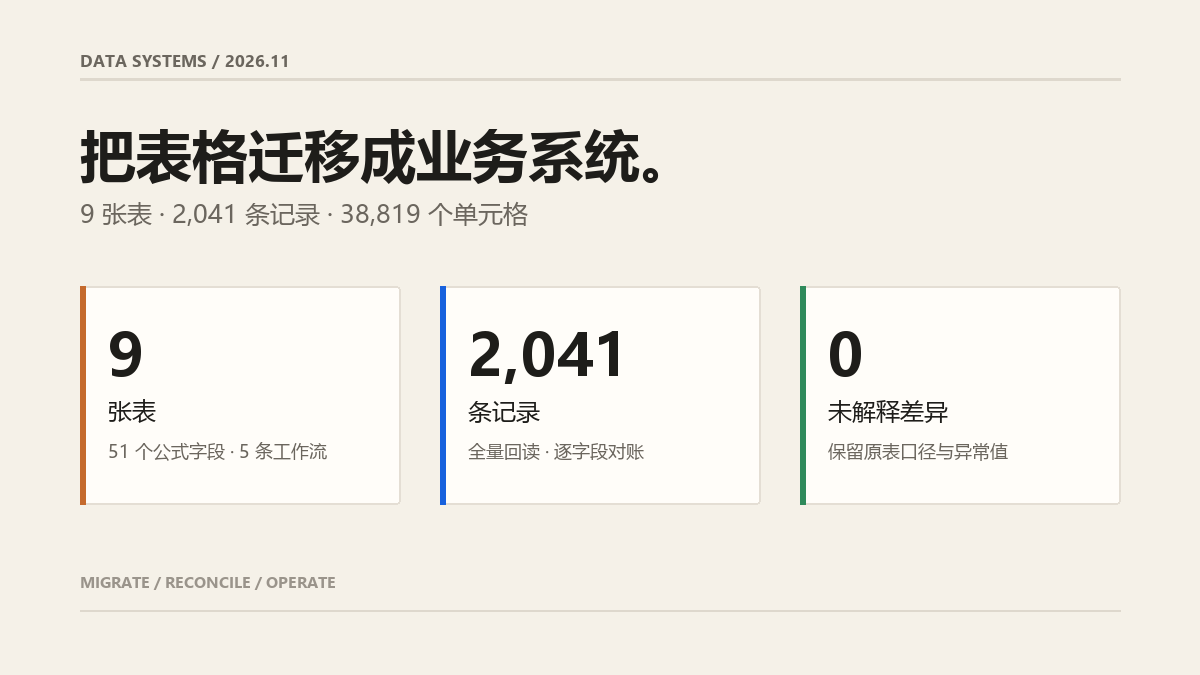 DATA SYSTEMS / 2026.11
把表格迁移成业务系统。
9 张表 · 2,041 条记录 · 38,819 个单元格
9
张表
51 个公式字段 · 5 条工作流
2,041
条记录
全量回读 · 逐字段对账
0
未解释差异
保留原表口径与异常值
MIGRATE / RECONCILE / OPERATE